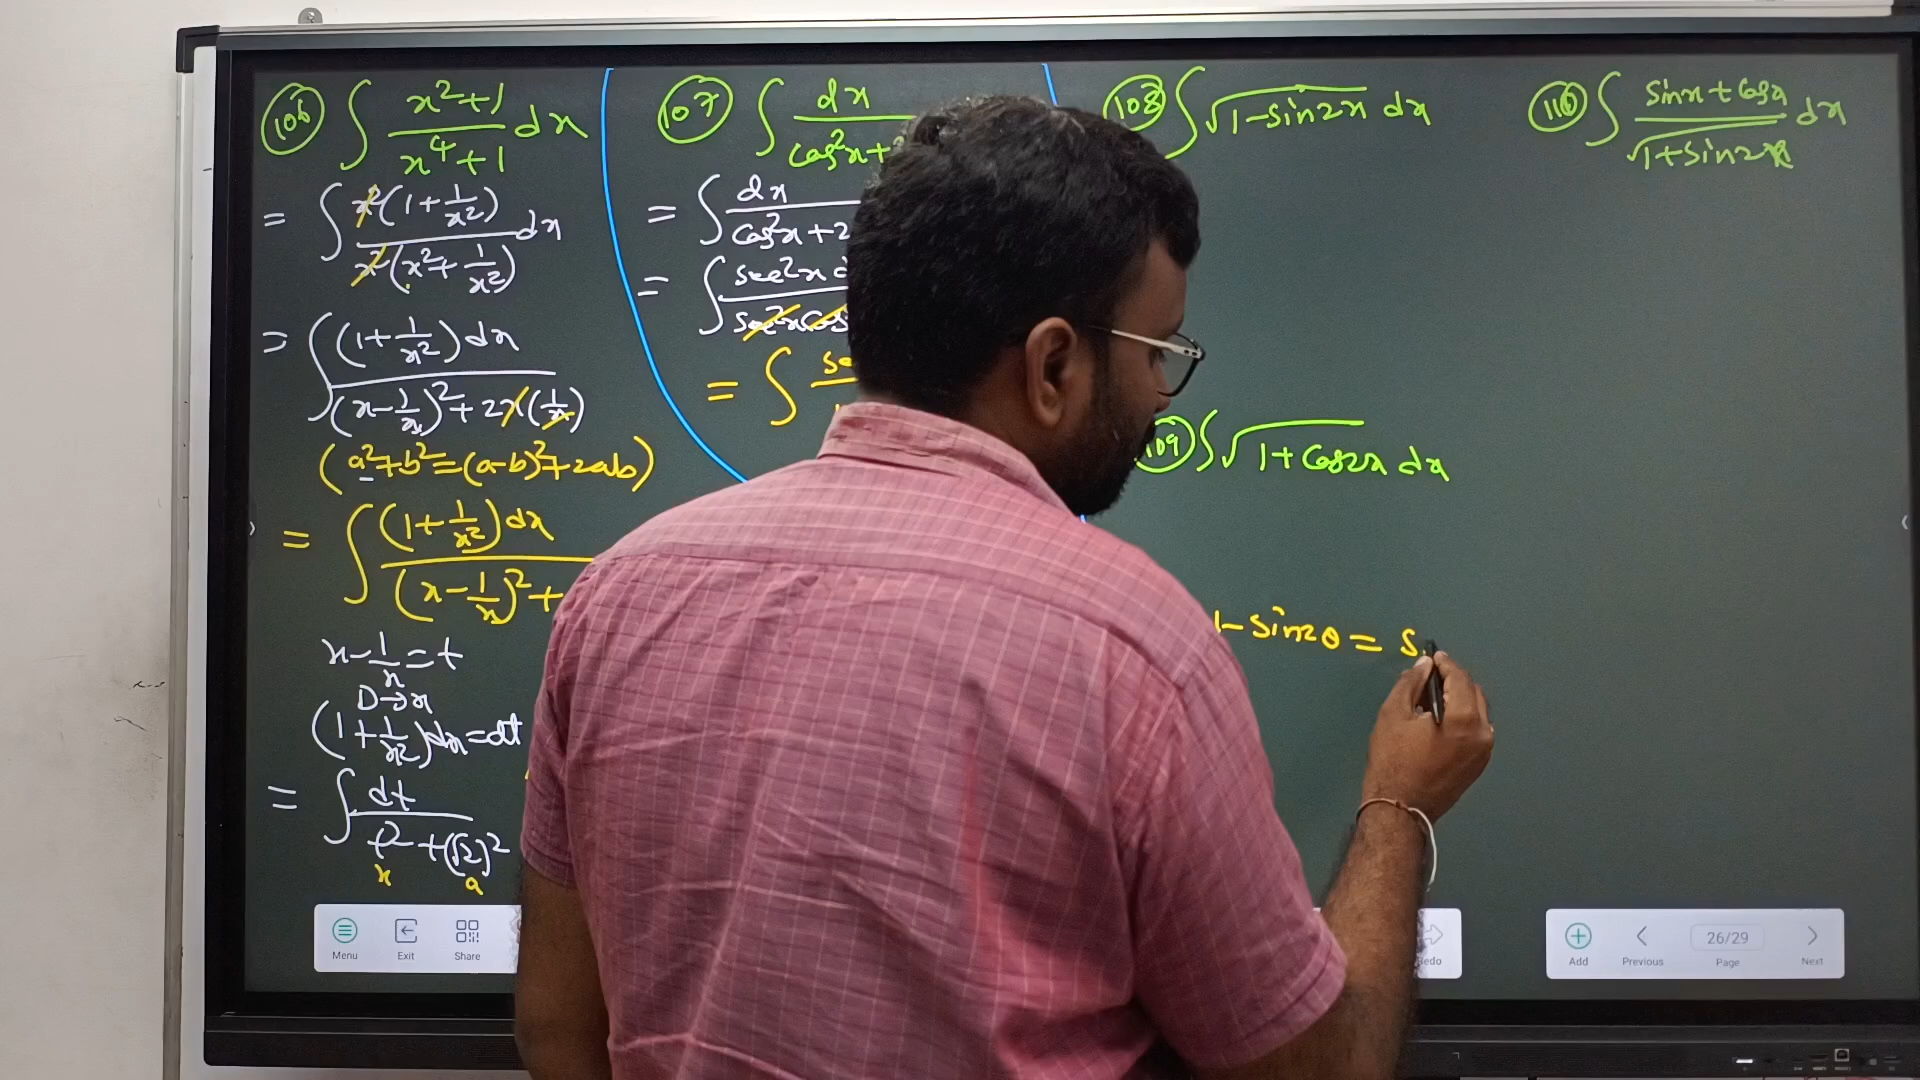 (106) ∫ x²+1 / x⁴+1 dx
= ∫ x²(1+1/x²) / x²(x²+1/x²) dx
= ∫ (1+1/x²)dx / (x-1/x)²+2x(1/x)
(a²+b²=(a-b)²+2ab)
= ∫ (1+1/x²)dx / (x-1/x)²+
x-1/x=t
D→x
(1+1/x²)dx=dt
= ∫ dt / t²+(√2)²
x a
(107) ∫ dx / cos²x+
= ∫ dx / cos²x+2
= ∫ sec²x / sec²x cos
= ∫
(108) ∫ √1-sin2x dx
(109) ∫ √1+cos2x dx
1-sin2θ = S
(110) ∫ sinx+cosx / √1+sin2x dx
Menu Exit Share
Redo
Add Previous 26/29 Page Next